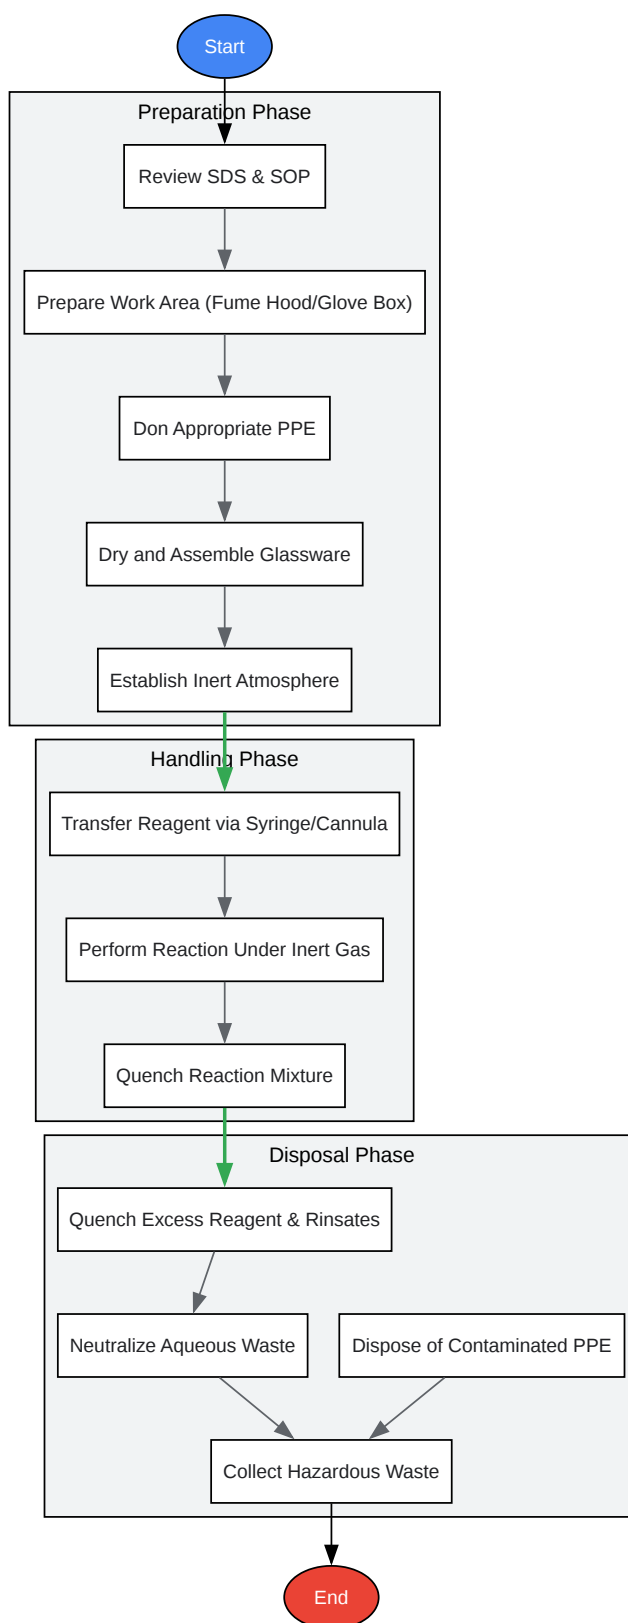 Start
Preparation Phase
Review SDS & SOP
Prepare Work Area (Fume Hood/Glove Box)
Don Appropriate PPE
Dry and Assemble Glassware
Establish Inert Atmosphere
Handling Phase
Transfer Reagent via Syringe/Cannula
Perform Reaction Under Inert Gas
Quench Reaction Mixture
Disposal Phase
Quench Excess Reagent & Rinsates
Neutralize Aqueous Waste
Dispose of Contaminated PPE
Collect Hazardous Waste
End